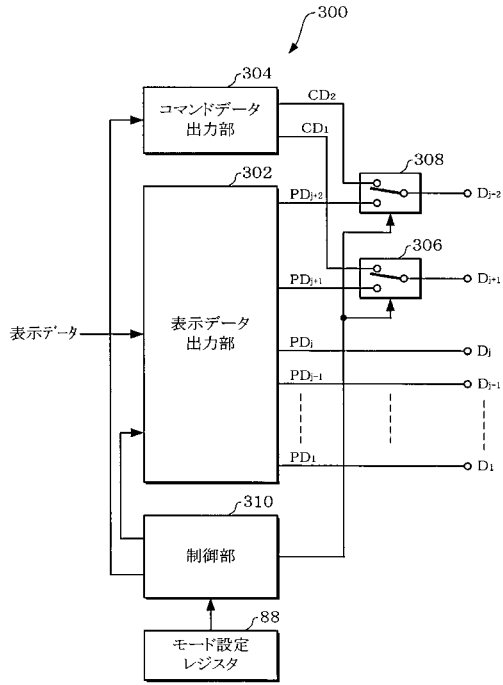 300
304
コマンドデータ
出力部
CD2
CD1
308
Dj+2
302
PDj+2
306
Dj+1
PDj+1
表示データ
表示データ
出力部
PDj
Dj
PDj-1
Dj-1
PD1
D1
310
制御部
88
モード設定
レジスタ